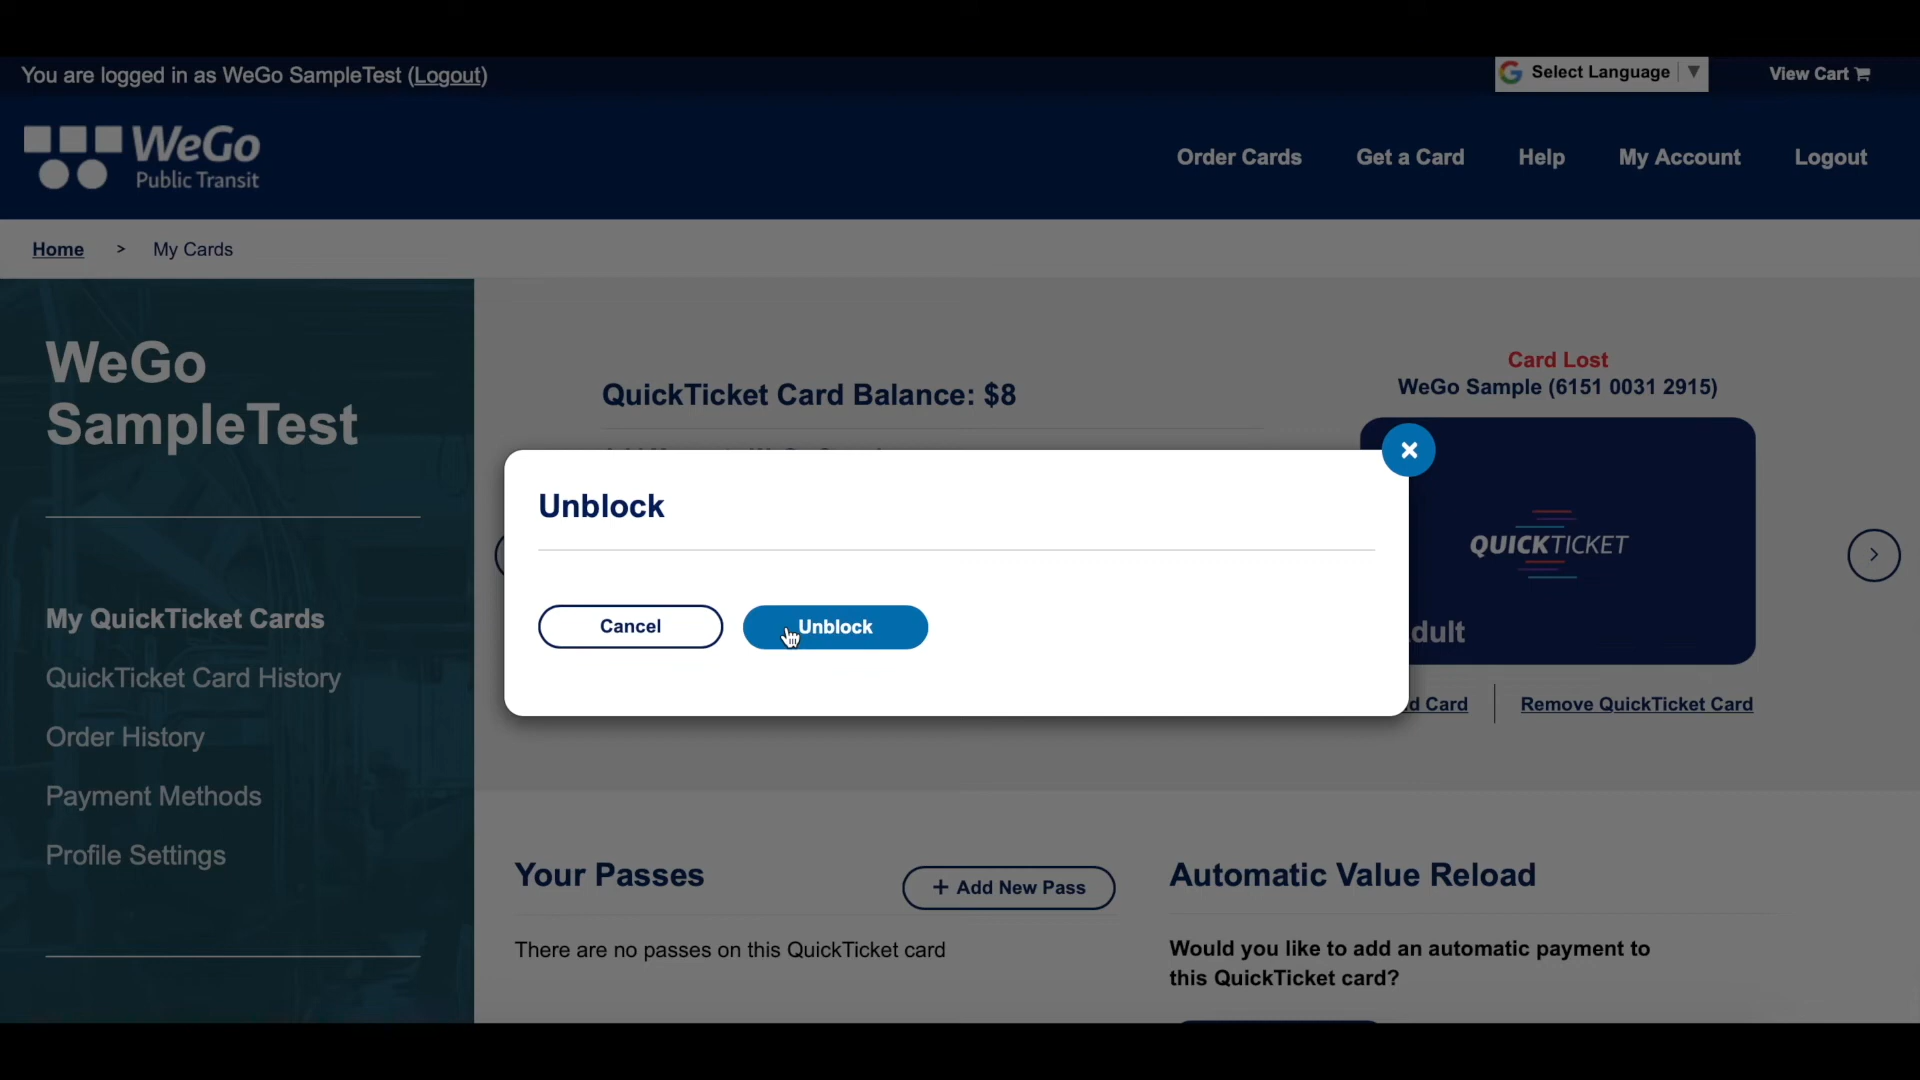 You are logged in as WeGo SampleTest (Logout)
Select Language ▼
View Cart
WeGo
Public Transit
Order Cards
Get a Card
Help
My Account
Logout
Home > My Cards
WeGo
SampleTest
My QuickTicket Cards
QuickTicket Card History
Order History
Payment Methods
Profile Settings
QuickTicket Card Balance: $8
Card Lost
WeGo Sample (6151 0031 2915)
QUICKTICKET
dult
d Card
Remove QuickTicket Card
Unblock
Cancel
Unblock
Your Passes
+ Add New Pass
There are no passes on this QuickTicket card
Automatic Value Reload
Would you like to add an automatic payment to
this QuickTicket card?